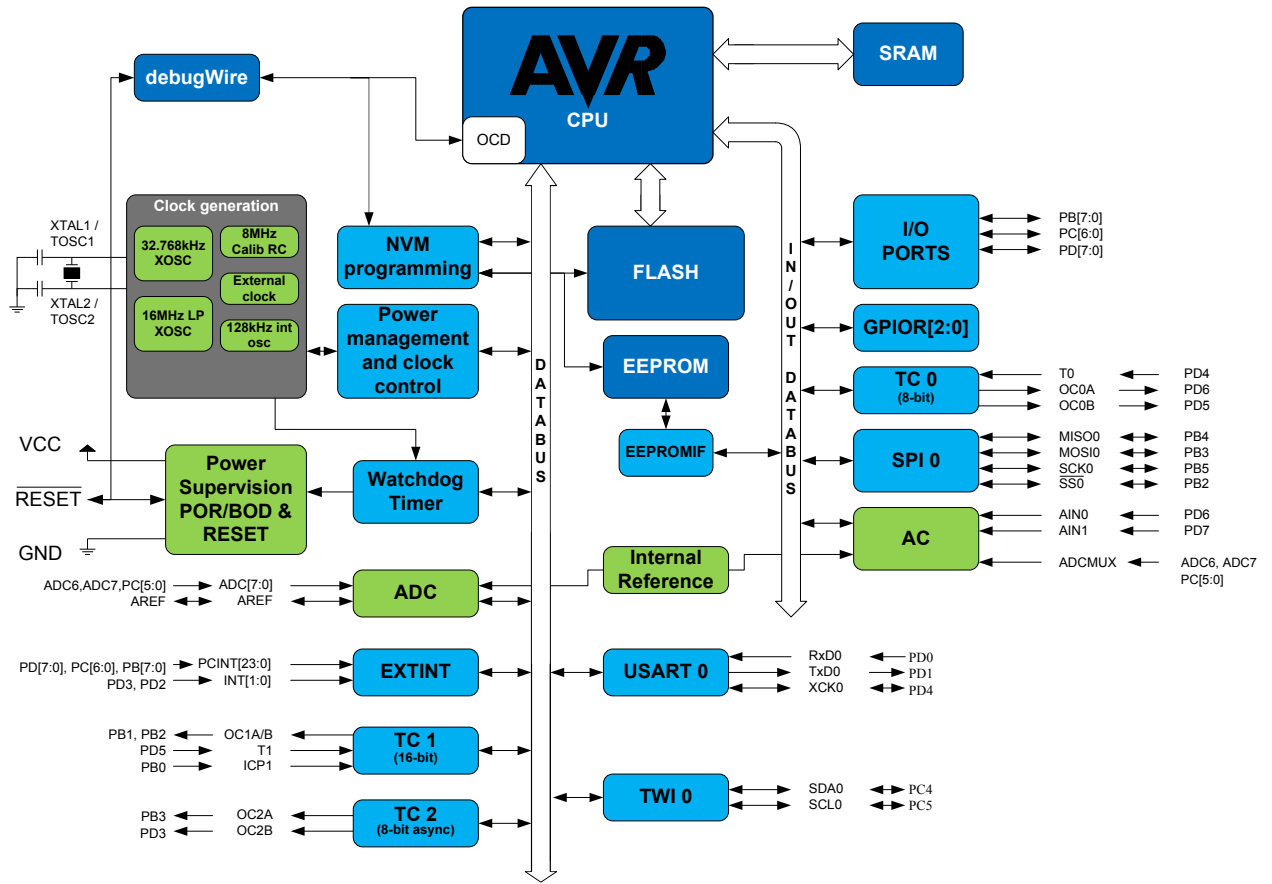 AVR
CPU
OCD
SRAM
debugWire
Clock generation
32.768kHz
XOSC
8MHz
Calib RC
External
clock
16MHz LP
XOSC
128kHz int
osc
XTAL1 /
TOSC1
XTAL2 /
TOSC2
NVM
programming
Power
management
and clock
control
FLASH
EEPROM
EEPROMIF
DATABUS
IN/OUT DATABUS
I/O
PORTS
PB[7:0]
PC[6:0]
PD[7:0]
GPIOR[2:0]
TC 0
(8-bit)
T0 PD4
OC0A PD6
OC0B PD5
SPI 0
MISO0 PB4
MOSI0 PB3
SCK0 PB5
SS0 PB2
AC
AIN0 PD6
AIN1 PD7
ADCMUX ADC6, ADC7
PC[5:0]
VCC
RESET
GND
Power
Supervision
POR/BOD &
RESET
Watchdog
Timer
Internal
Reference
ADC6,ADC7,PC[5:0] ADC[7:0]
AREF AREF
ADC
PD[7:0], PC[6:0], PB[7:0] PCINT[23:0]
PD3, PD2 INT[1:0]
EXTINT
USART 0
RxD0 PD0
TxD0 PD1
XCK0 PD4
PB1, PB2 OC1A/B
PD5 T1
PB0 ICP1
TC 1
(16-bit)
TWI 0
SDA0 PC4
SCL0 PC5
PB3 OC2A
PD3 OC2B
TC 2
(8-bit async)